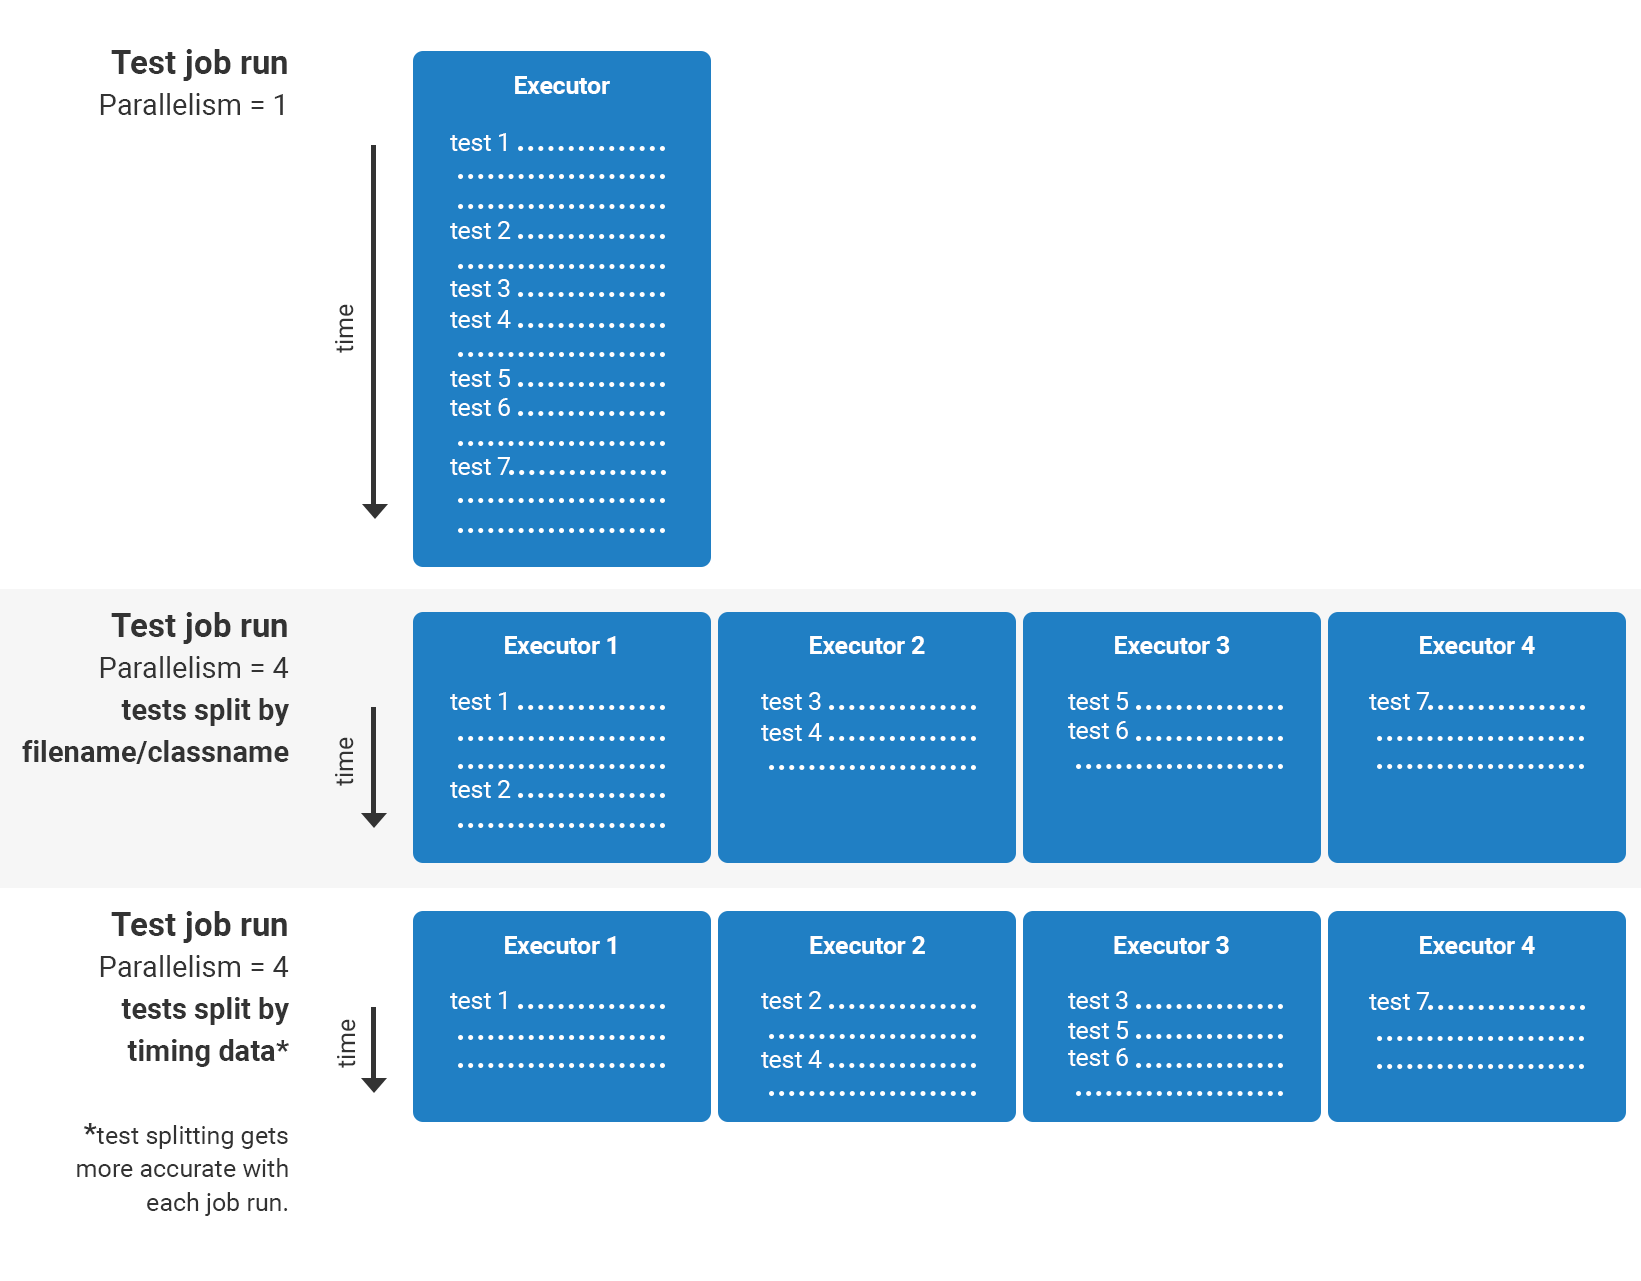 Test job run
Parallelism = 1
time
Executor
test 1 ...............
.....................
.....................
test 2 ...............
.....................
test 3 ...............
test 4 ...............
.....................
test 5 ...............
test 6 ...............
.....................
test 7................
.....................
.....................
Test job run
Parallelism = 4
tests split by
filename/classname
time
Executor 1
test 1 ...............
.....................
.....................
test 2 ...............
.....................
Executor 2
test 3 ...............
test 4 ...............
.....................
Executor 3
test 5 ...............
test 6 ...............
.....................
Executor 4
test 7................
.....................
.....................
Test job run
Parallelism = 4
tests split by
timing data*
time
*test splitting gets
more accurate with
each job run.
Executor 1
test 1 ...............
.....................
.....................
Executor 2
test 2 ...............
.....................
test 4 ...............
.....................
Executor 3
test 3 ...............
test 5 ...............
test 6 ...............
.....................
Executor 4
test 7................
.....................
.....................